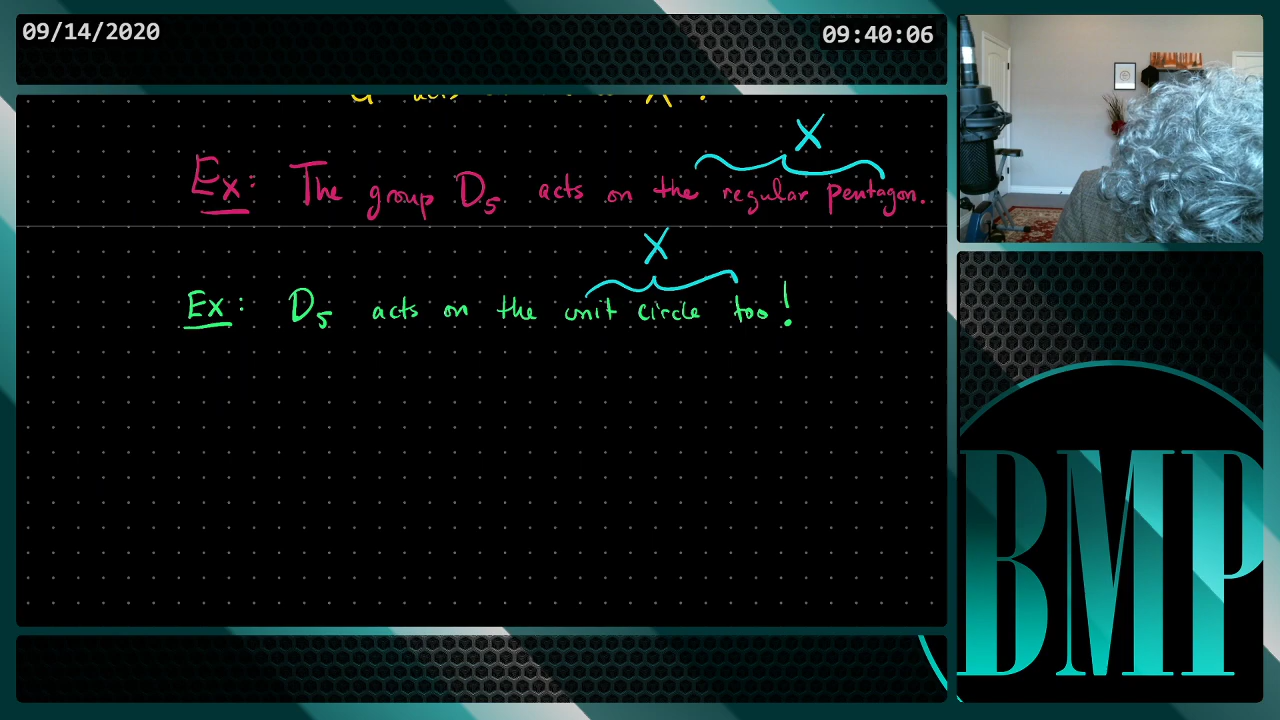 09/14/2020
09:40:06
acts
X
Ex: The group D₅ acts on the regular pentagon.
X
Ex: D₅ acts on the unit circle too!
BMP